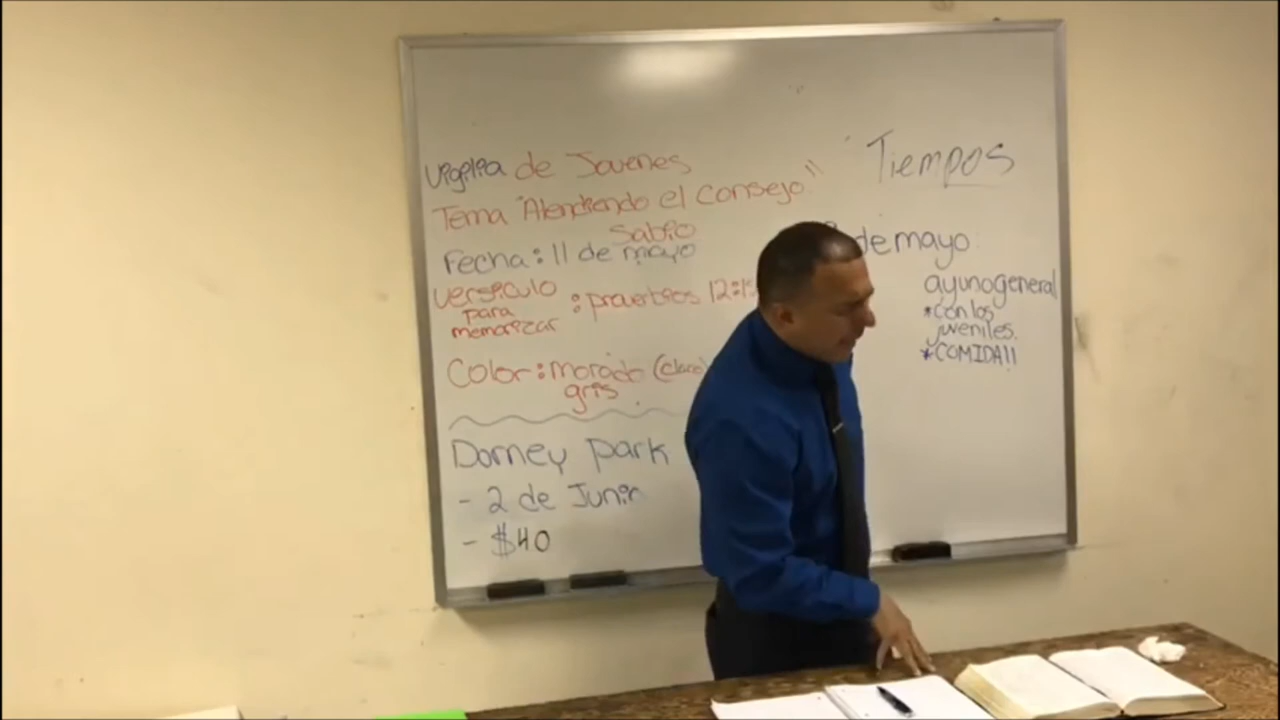 Vigilia de Jovenes
Tema "Atendiendo el Consejo"
Sabio
Fecha: 11 de mayo
Versiculo
para
memorizar
: proverbios 12:15
Color: morado (claro)
gris
Dorney Park
- 2 de Junio
- $40
Tiempos
de mayo:
ayuno general
*Con los
juveniles.
*COMIDA!!